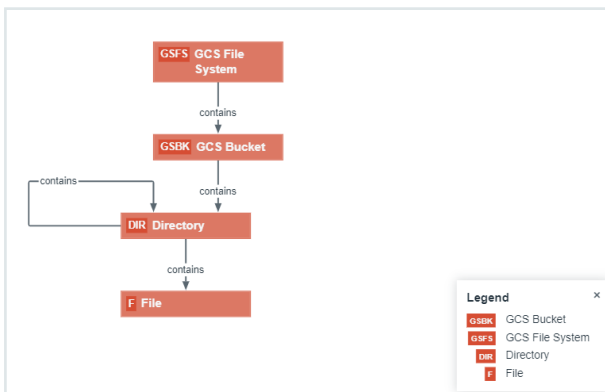 GSFS GCS File
System
contains
GSBK GCS Bucket
contains
contains
DIR Directory
contains
F File
Legend ×
GSBK GCS Bucket
GSFS GCS File System
DIR Directory
F File